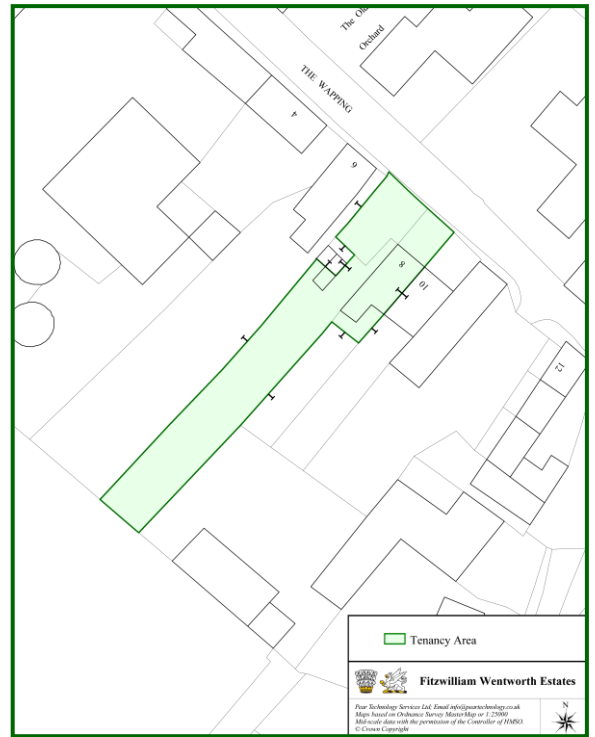 The Old
Orchard
THE WAPPING
4
6
8
10
12
Tenancy Area
Fitzwilliam Wentworth Estates
Pear Technology Services Ltd; Email info@peartechnology.co.uk
Maps based on Ordnance Survey MasterMap or 1:25000
Mid-scale data with the permission of the Controller of HMSO.
© Crown Copyright
N